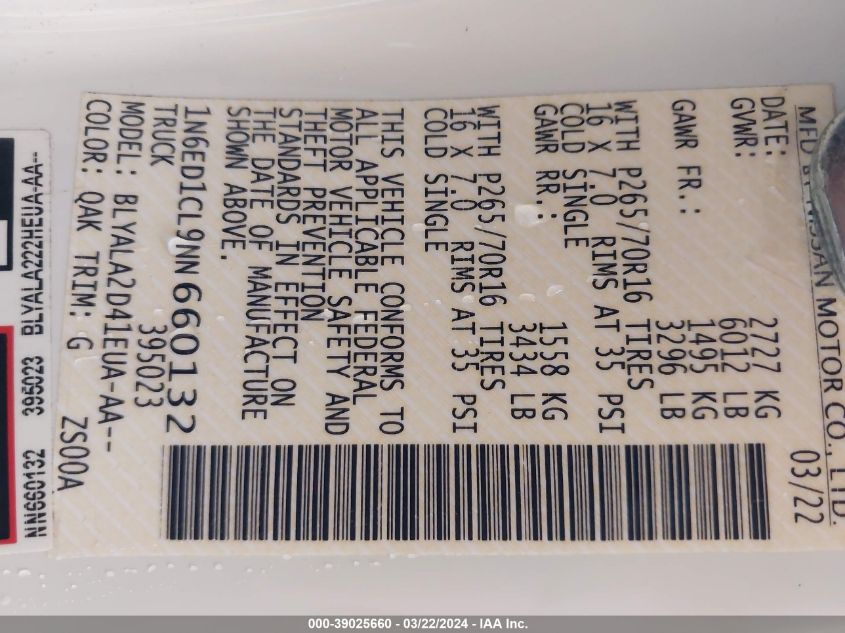 MFD BY NISSAN MOTOR CO., LTD.
DATE: 03/22
GVWR: 2727 KG
6012 LB
GAWR FR.: 1495 KG
3296 LB
WITH P265/70R16 TIRES
16 X 7.0 RIMS AT 35 PSI
COLD SINGLE
GAWR RR.: 1558 KG
3434 LB
WITH P265/70R16 TIRES
16 X 7.0 RIMS AT 35 PSI
COLD SINGLE
THIS VEHICLE CONFORMS TO
ALL APPLICABLE FEDERAL
MOTOR VEHICLE SAFETY AND
THEFT PREVENTION
STANDARDS IN EFFECT ON
THE DATE OF MANUFACTURE
SHOWN ABOVE.
1N6ED1CL9NN660132
TRUCK 395023
MODEL: BLYALA2D41EUA-AA--
COLOR: QAK TRIM: G ZS00A
NN660132 395023 BLYALA222HEUA-AA--
000-39025660 - 03/22/2024 - IAA Inc.